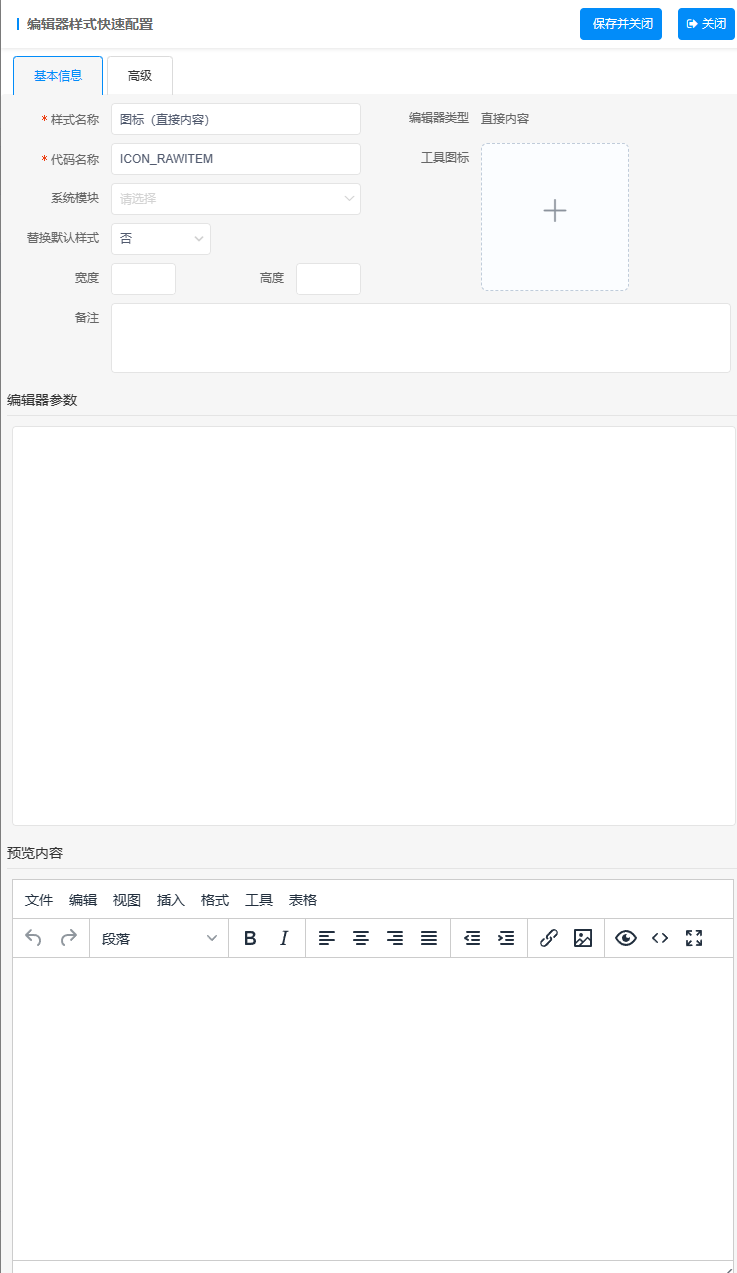 编辑器样式快速配置
保存并关闭
关闭
基本信息
高级
* 样式名称
图标（直接内容）
编辑器类型
直接内容
* 代码名称
ICON_RAWITEM
工具图标
系统模块
请选择
替换默认样式
否
宽度
高度
备注
编辑器参数
预览内容
文件 编辑 视图 插入 格式 工具 表格
段落 B I